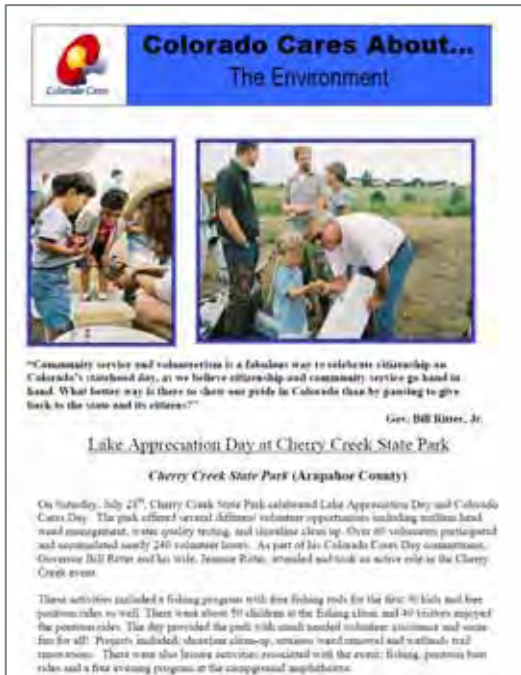 Colorado Cares About...
The Environment
Colorado Cares
"Community service and volunteerism is a fabulous way to celebrate citizenship on
Colorado's statehood day, as we believe citizenship and community service go hand in
hand. What better way is there to show our pride in Colorado than by pausing to give
back to the state and its citizens?"
Gov. Bill Ritter, Jr.
Lake Appreciation Day at Cherry Creek State Park
Cherry Creek State Park (Arapahoe County)
On Saturday, July, Cherry Creek State Park celebrated Lake Appreciation Day and Colorado
Cares Day. The park offered several different volunteer opportunities including
weed management, water quality testing, and shoreline clean up. Over 60 volunteers participated
and accumulated nearly 240 volunteer hours. As part of his Colorado Cares Day commitment,
Governor Bill Ritter and his wife, Jeannie Ritter, attended and took an active role in the Cherry
Creek event.
These activities included a fishing program with free fishing rods for the first kids and free
pontoon rides as well. There were about 50 children at the fishing clinic and 40 visitors enjoyed
the pontoon rides. The day provided the park with much needed volunteer assistance and some
fun for all! Projects included, shoreline clean-up, noxious weed removal and wetlands trail
renovations. There were also leisure activities associated with the event; fishing, pontoon boat
rides and a free evening program at the campground amphitheatre.